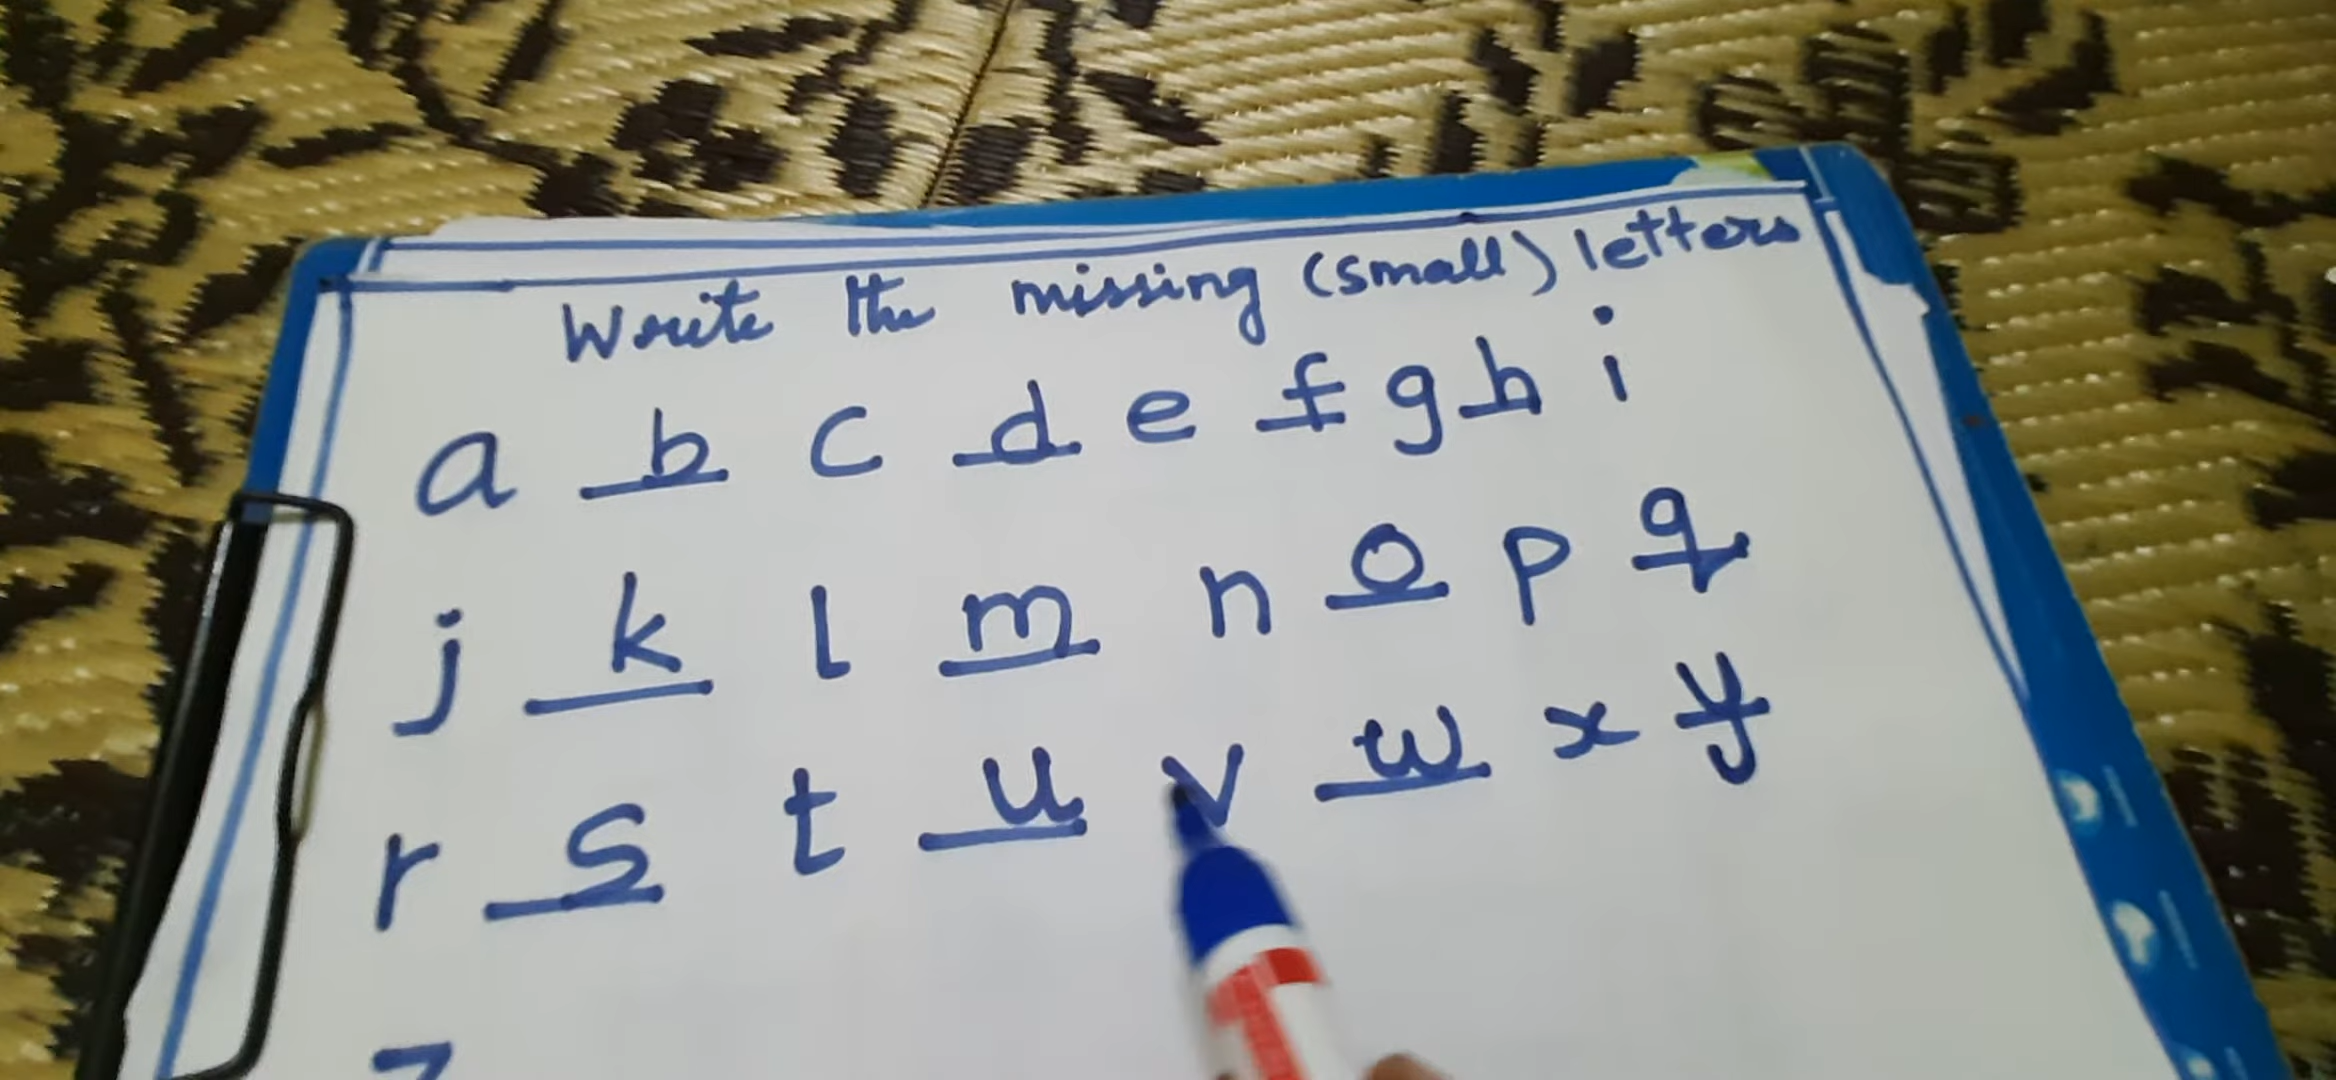 Write the missing (small) letters
a b c d e f g h i
j k l m n o p q
r s t u v w x y
z